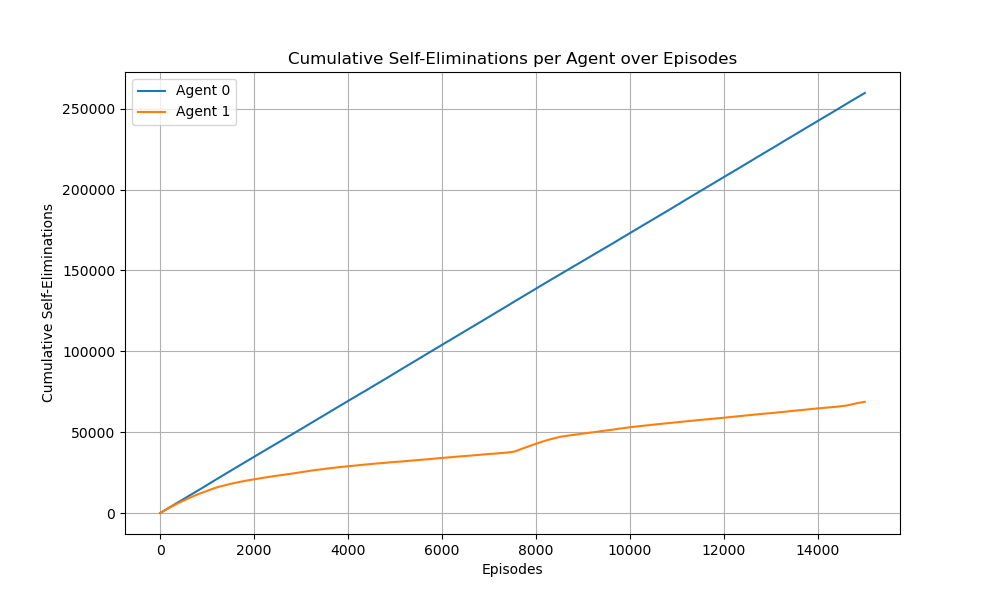 Cumulative Self-Eliminations per Agent over Episodes
Agent 0
Agent 1
250000
200000
150000
100000
50000
0
Cumulative Self-Eliminations
0 2000 4000 6000 8000 10000 12000 14000
Episodes